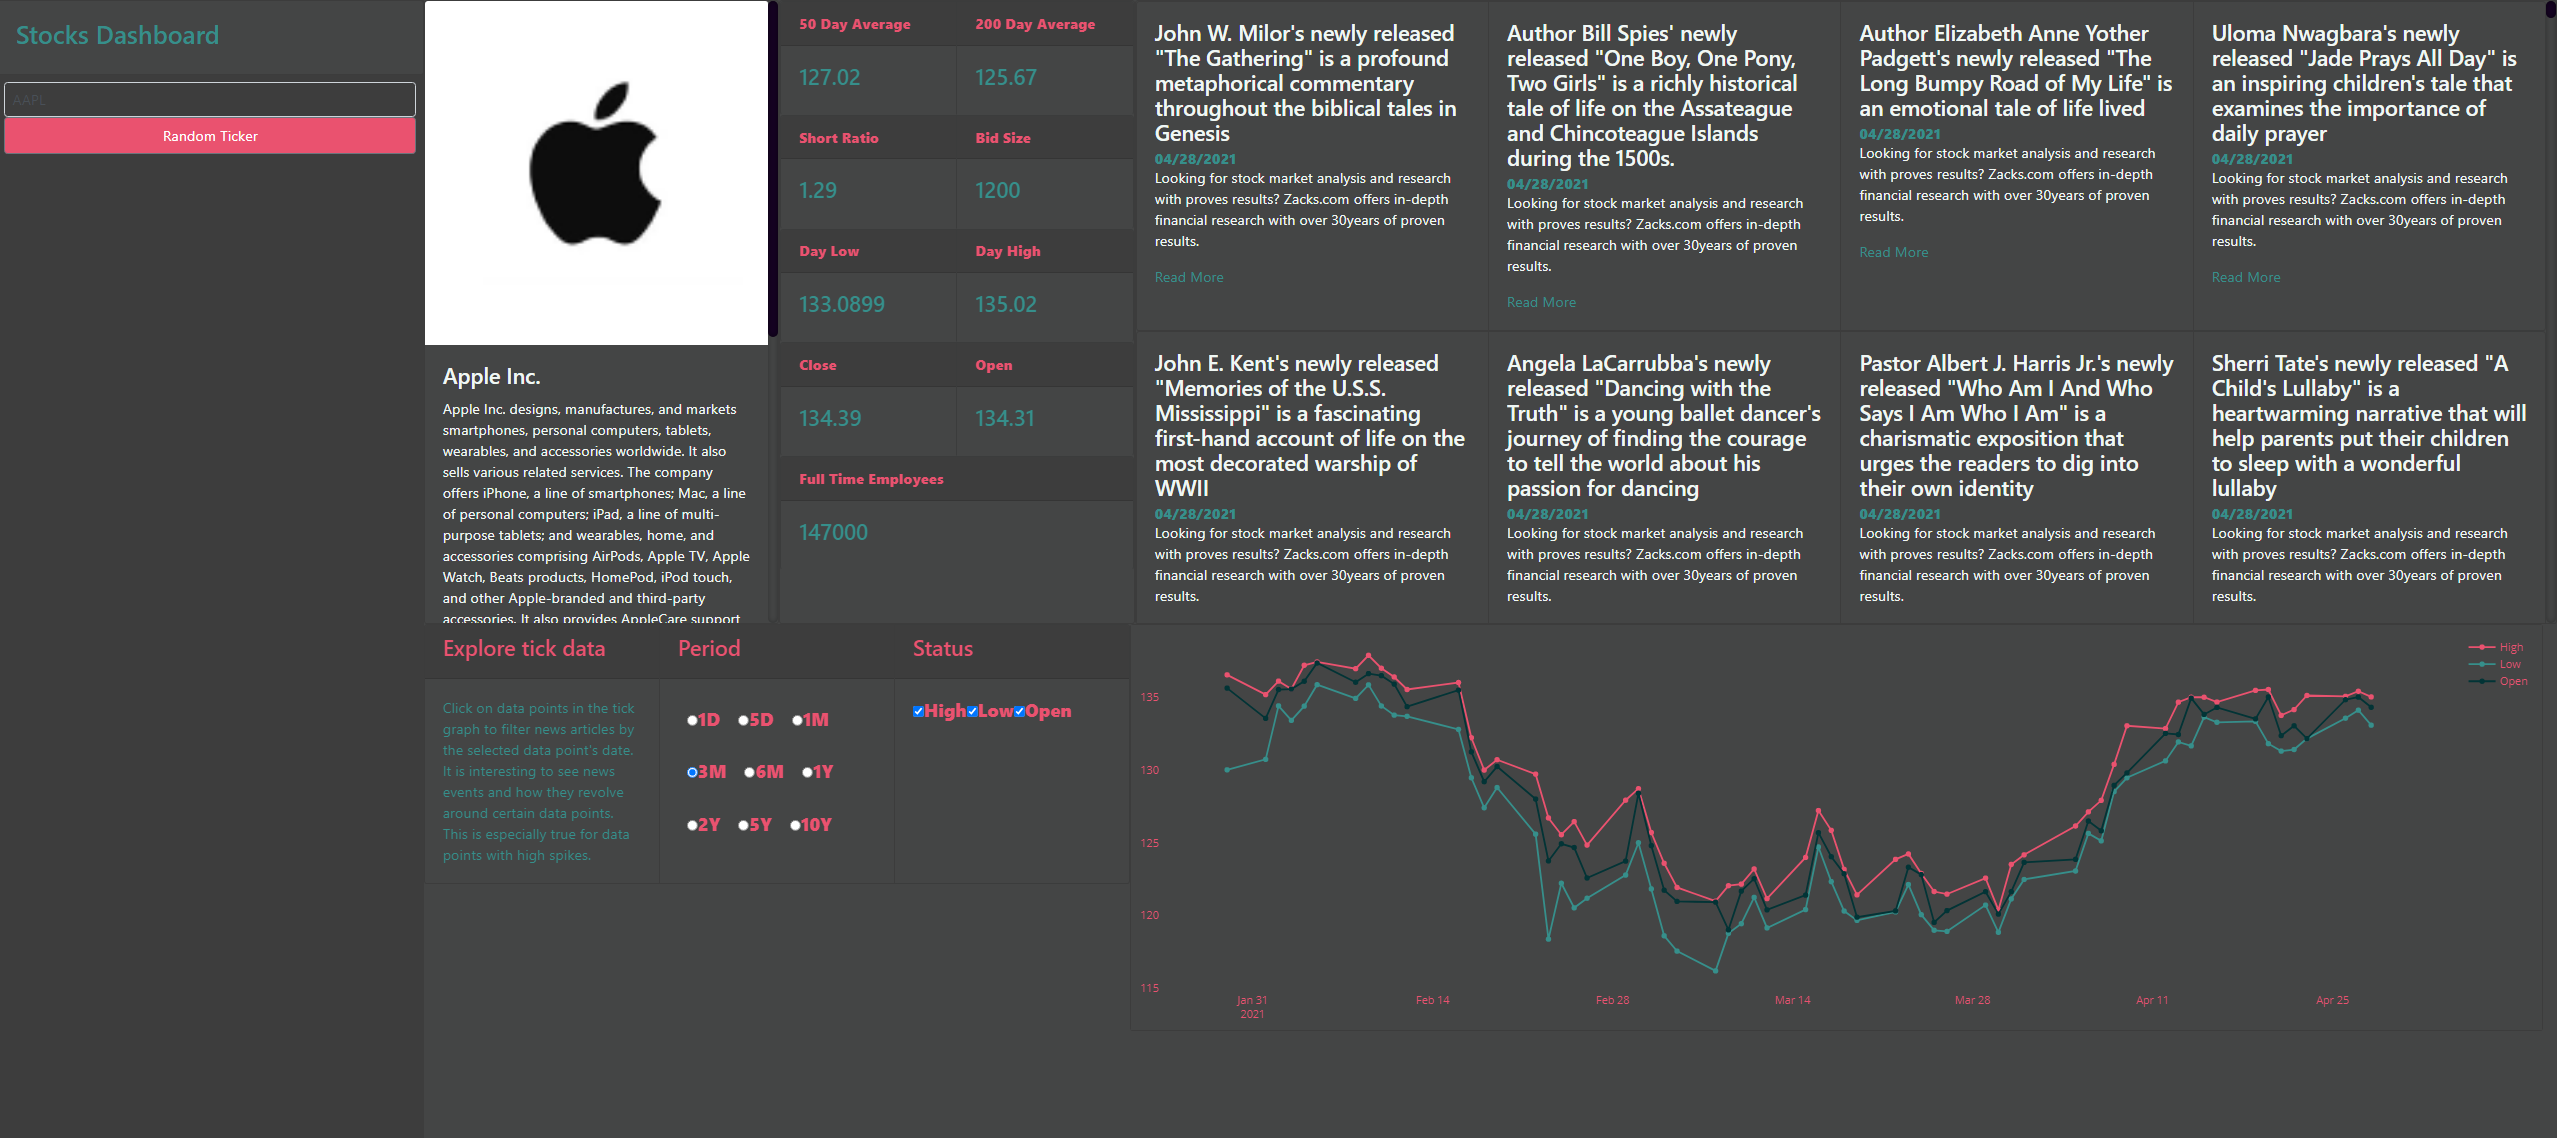 Stocks Dashboard
AAPL
Random Ticker
Apple Inc.
Apple Inc. designs, manufactures, and markets
smartphones, personal computers, tablets,
wearables, and accessories worldwide. It also
sells various related services. The company
offers iPhone, a line of smartphones; Mac, a line
of personal computers; iPad, a line of multi-
purpose tablets; and wearables, home, and
accessories comprising AirPods, Apple TV, Apple
Watch, Beats products, HomePod, iPod touch,
and other Apple-branded and third-party
accessories. It also provides AppleCare support
50 Day Average
200 Day Average
127.02
125.67
Short Ratio
Bid Size
1.29
1200
Day Low
Day High
133.0899
135.02
Close
Open
134.39
134.31
Full Time Employees
147000
John W. Milor's newly released
"The Gathering" is a profound
metaphorical commentary
throughout the biblical tales in
Genesis
04/28/2021
Looking for stock market analysis and research
with proves results? Zacks.com offers in-depth
financial research with over 30years of proven
results.
Read More
Author Bill Spies' newly
released "One Boy, One Pony,
Two Girls" is a richly historical
tale of life on the Assateague
and Chincoteague Islands
during the 1500s.
04/28/2021
Looking for stock market analysis and research
with proves results? Zacks.com offers in-depth
financial research with over 30years of proven
results.
Read More
Author Elizabeth Anne Yother
Padgett's newly released "The
Long Bumpy Road of My Life" is
an emotional tale of life lived
04/28/2021
Looking for stock market analysis and research
with proves results? Zacks.com offers in-depth
financial research with over 30years of proven
results.
Read More
Uloma Nwagbara's newly
released "Jade Prays All Day" is
an inspiring children's tale that
examines the importance of
daily prayer
04/28/2021
Looking for stock market analysis and research
with proves results? Zacks.com offers in-depth
financial research with over 30years of proven
results.
Read More
John E. Kent's newly released
"Memories of the U.S.S.
Mississippi" is a fascinating
first-hand account of life on the
most decorated warship of
WWII
04/28/2021
Looking for stock market analysis and research
with proves results? Zacks.com offers in-depth
financial research with over 30years of proven
results.
Angela LaCarrubba's newly
released "Dancing with the
Truth" is a young ballet dancer's
journey of finding the courage
to tell the world about his
passion for dancing
04/28/2021
Looking for stock market analysis and research
with proves results? Zacks.com offers in-depth
financial research with over 30years of proven
results.
Pastor Albert J. Harris Jr.'s newly
released "Who Am I And Who
Says I Am Who I Am" is a
charismatic exposition that
urges the readers to dig into
their own identity
04/28/2021
Looking for stock market analysis and research
with proves results? Zacks.com offers in-depth
financial research with over 30years of proven
results.
Sherri Tate's newly released "A
Child's Lullaby" is a
heartwarming narrative that will
help parents put their children
to sleep with a wonderful
lullaby
04/28/2021
Looking for stock market analysis and research
with proves results? Zacks.com offers in-depth
financial research with over 30years of proven
results.
Explore tick data
Click on data points in the tick
graph to filter news articles by
the selected data point's date.
It is interesting to see news
events and how they revolve
around certain data points.
This is especially true for data
points with high spikes.
Period
1D 5D 1M
3M 6M 1Y
2Y 5Y 10Y
Status
High Low Open
High
Low
Open
135
130
125
120
115
Jan 31
2021
Feb 14
Feb 28
Mar 14
Mar 28
Apr 11
Apr 25